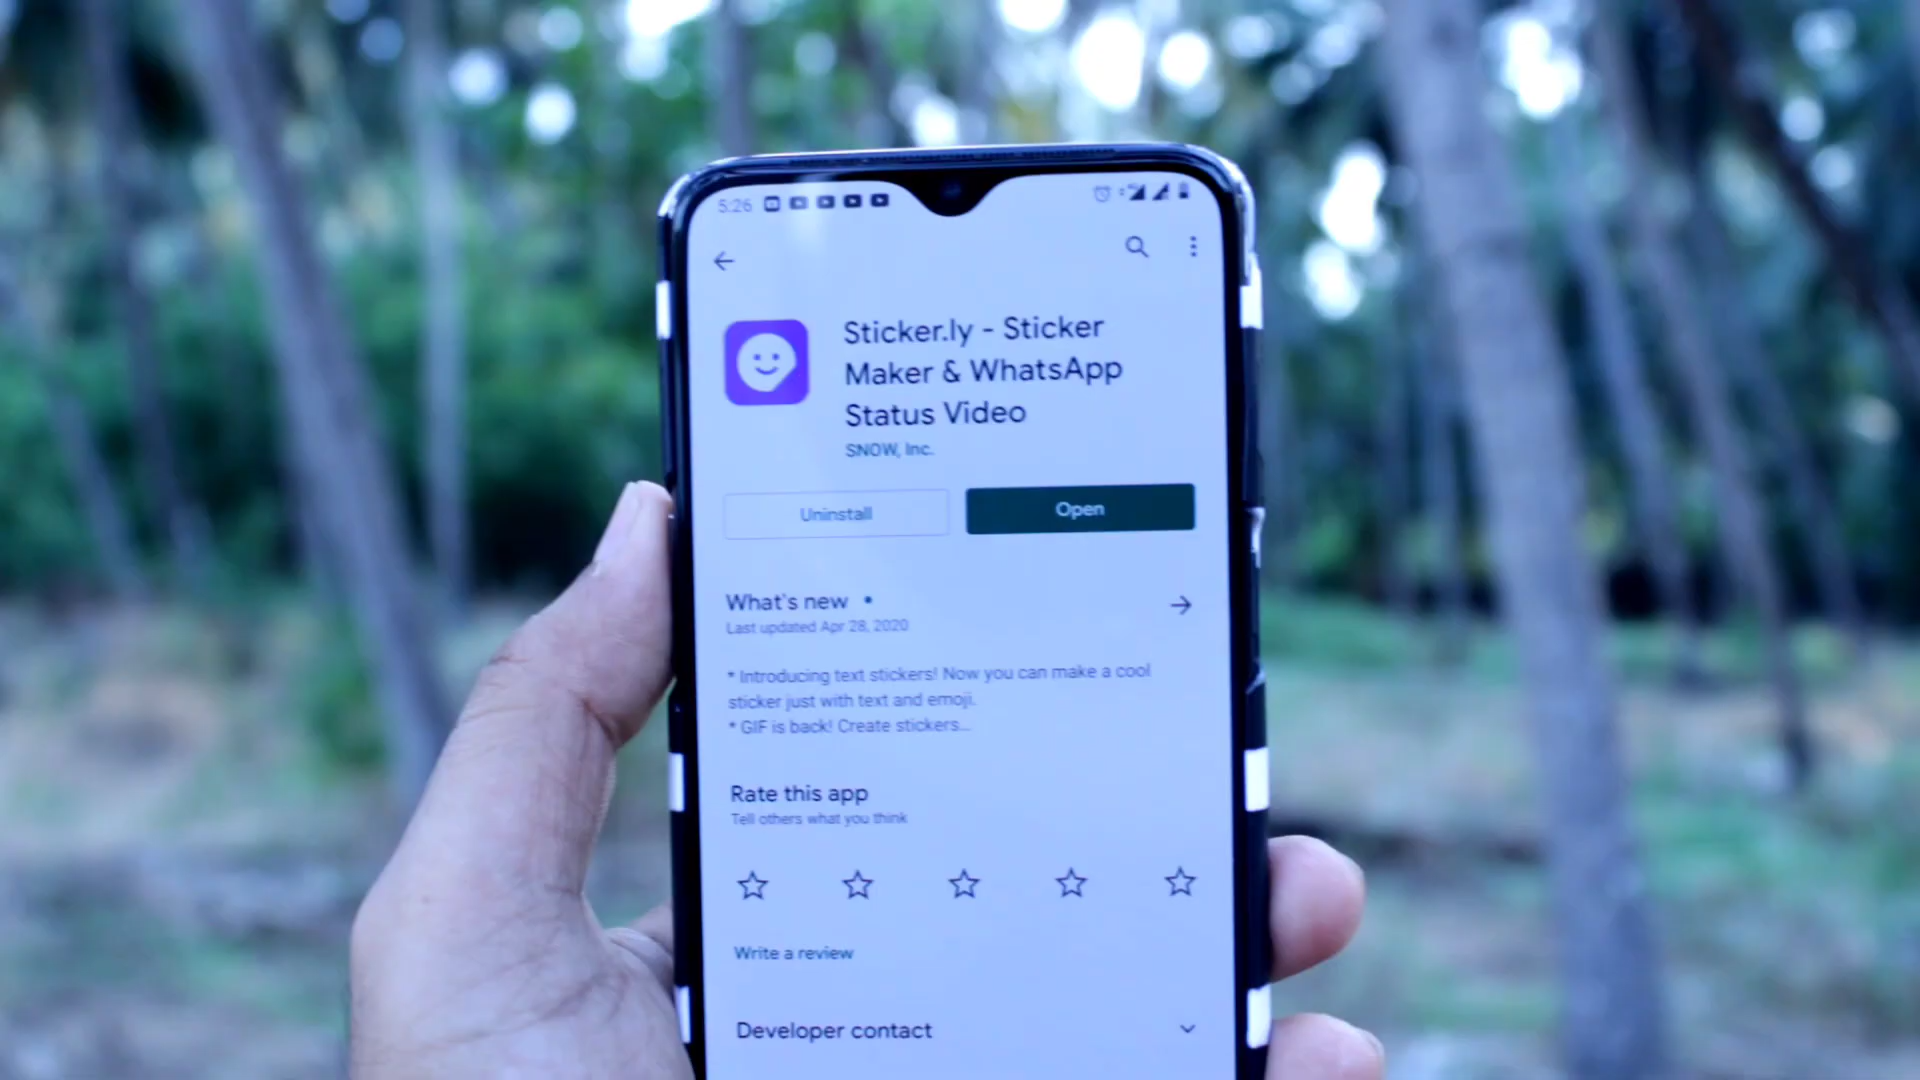 5:26
Sticker.ly - Sticker
Maker & WhatsApp
Status Video
SNOW, Inc.
Uninstall
Open
What's new •
Last updated Apr 28, 2020
* Introducing text stickers! Now you can make a cool
sticker just with text and emoji.
* GIF is back! Create stickers...
Rate this app
Tell others what you think
Write a review
Developer contact